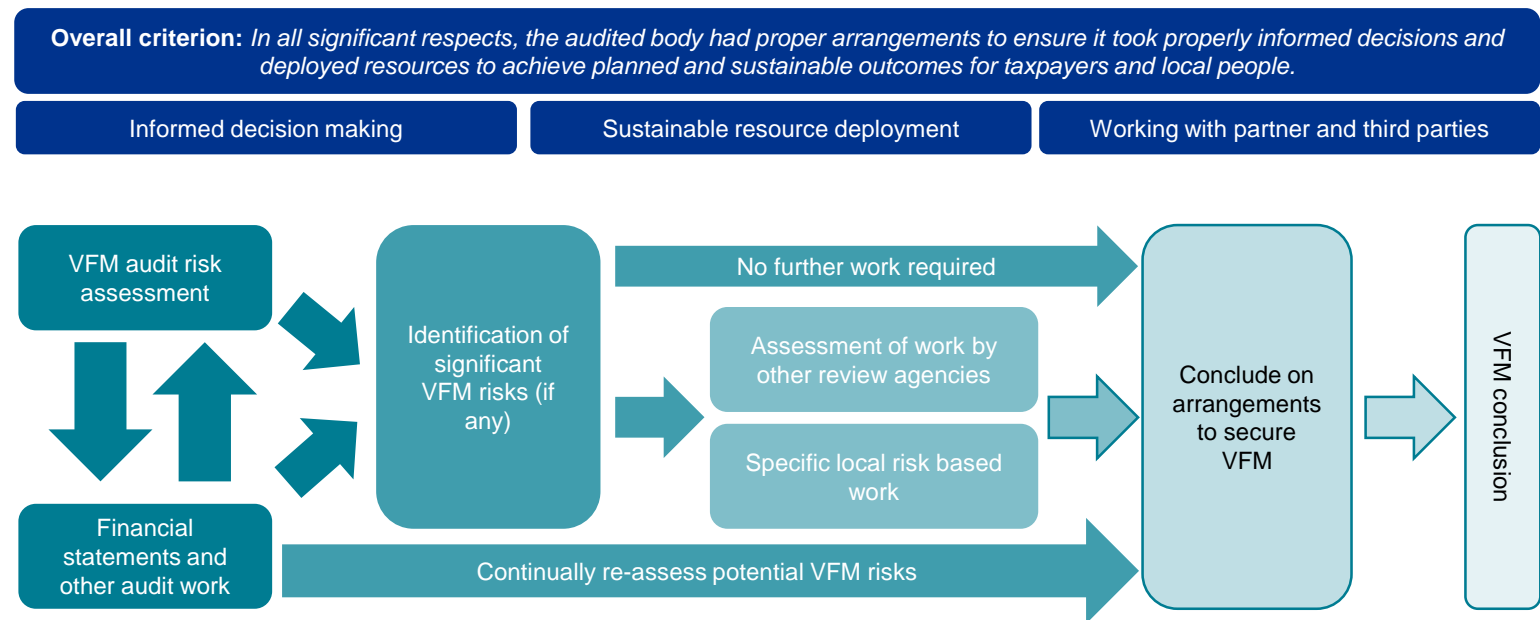 Overall criterion: In all significant respects, the audited body had proper arrangements to ensure it took properly informed decisions and
deployed resources to achieve planned and sustainable outcomes for taxpayers and local people.
Informed decision making
Sustainable resource deployment
Working with partner and third parties
VFM audit risk
assessment
Financial
statements and
other audit work
Identification of
significant
VFM risks (if
any)
No further work required
Assessment of work by
other review agencies
Specific local risk based
work
Continually re-assess potential VFM risks
Conclude on
arrangements
to secure
VFM
VFM conclusion